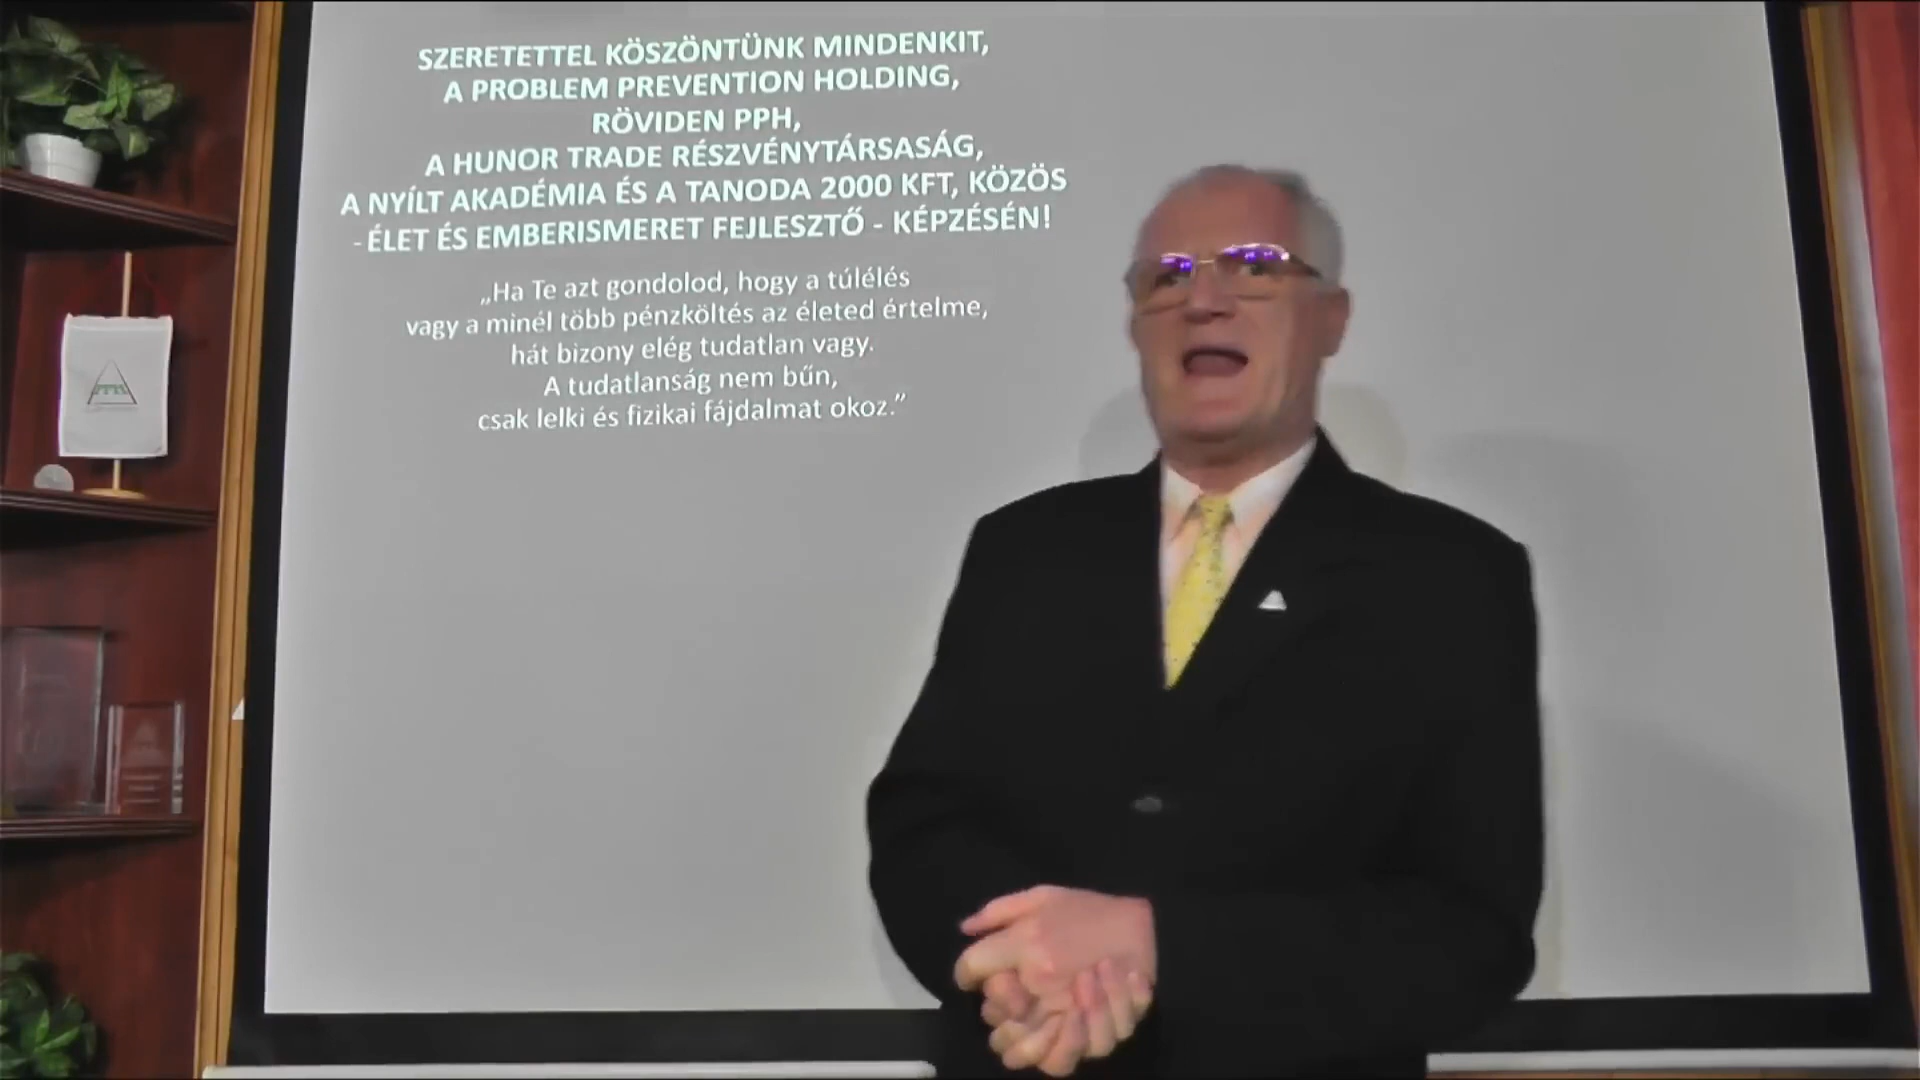 SZERETETTEL KÖSZÖNTÜNK MINDENKIT,
A PROBLEM PREVENTION HOLDING,
RÖVIDEN PPH,
A HUNOR TRADE RÉSZVÉNYTÁRSASÁG,
A NYÍLT AKADÉMIA ÉS A TANODA 2000 KFT, KÖZÖS
- ÉLET ÉS EMBERISMERET FEJLESZTŐ - KÉPZÉSÉN!
„Ha Te azt gondolod, hogy a túlélés
vagy a minél több pénzköltés az életed értelme,
hát bizony elég tudatlan vagy.
A tudatlanság nem bűn,
csak lelki és fizikai fájdalmat okoz.”